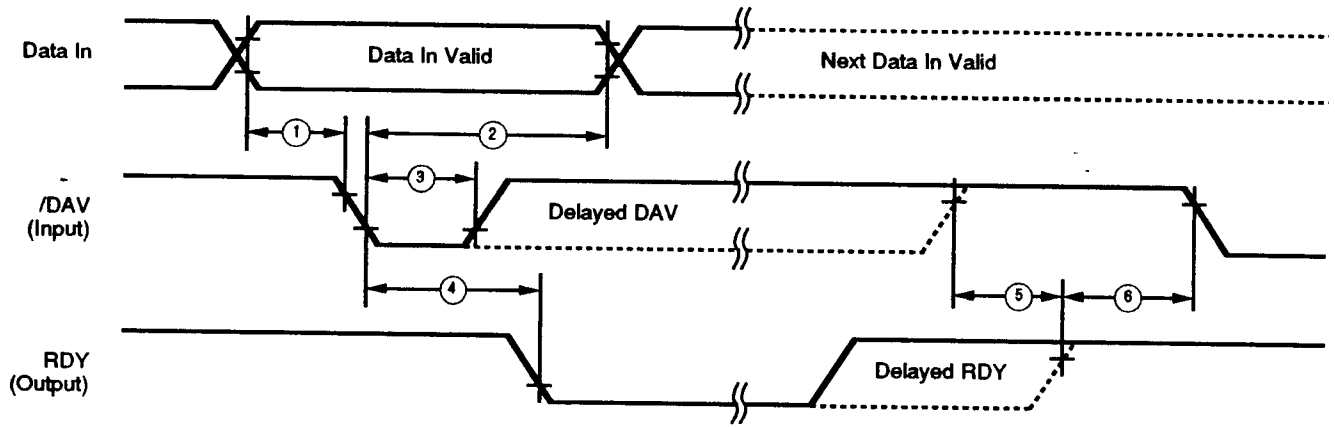 Data In
Data In Valid
Next Data In Valid
1
2
/DAV
(Input)
3
Delayed DAV
4
5
6
RDY
(Output)
Delayed RDY